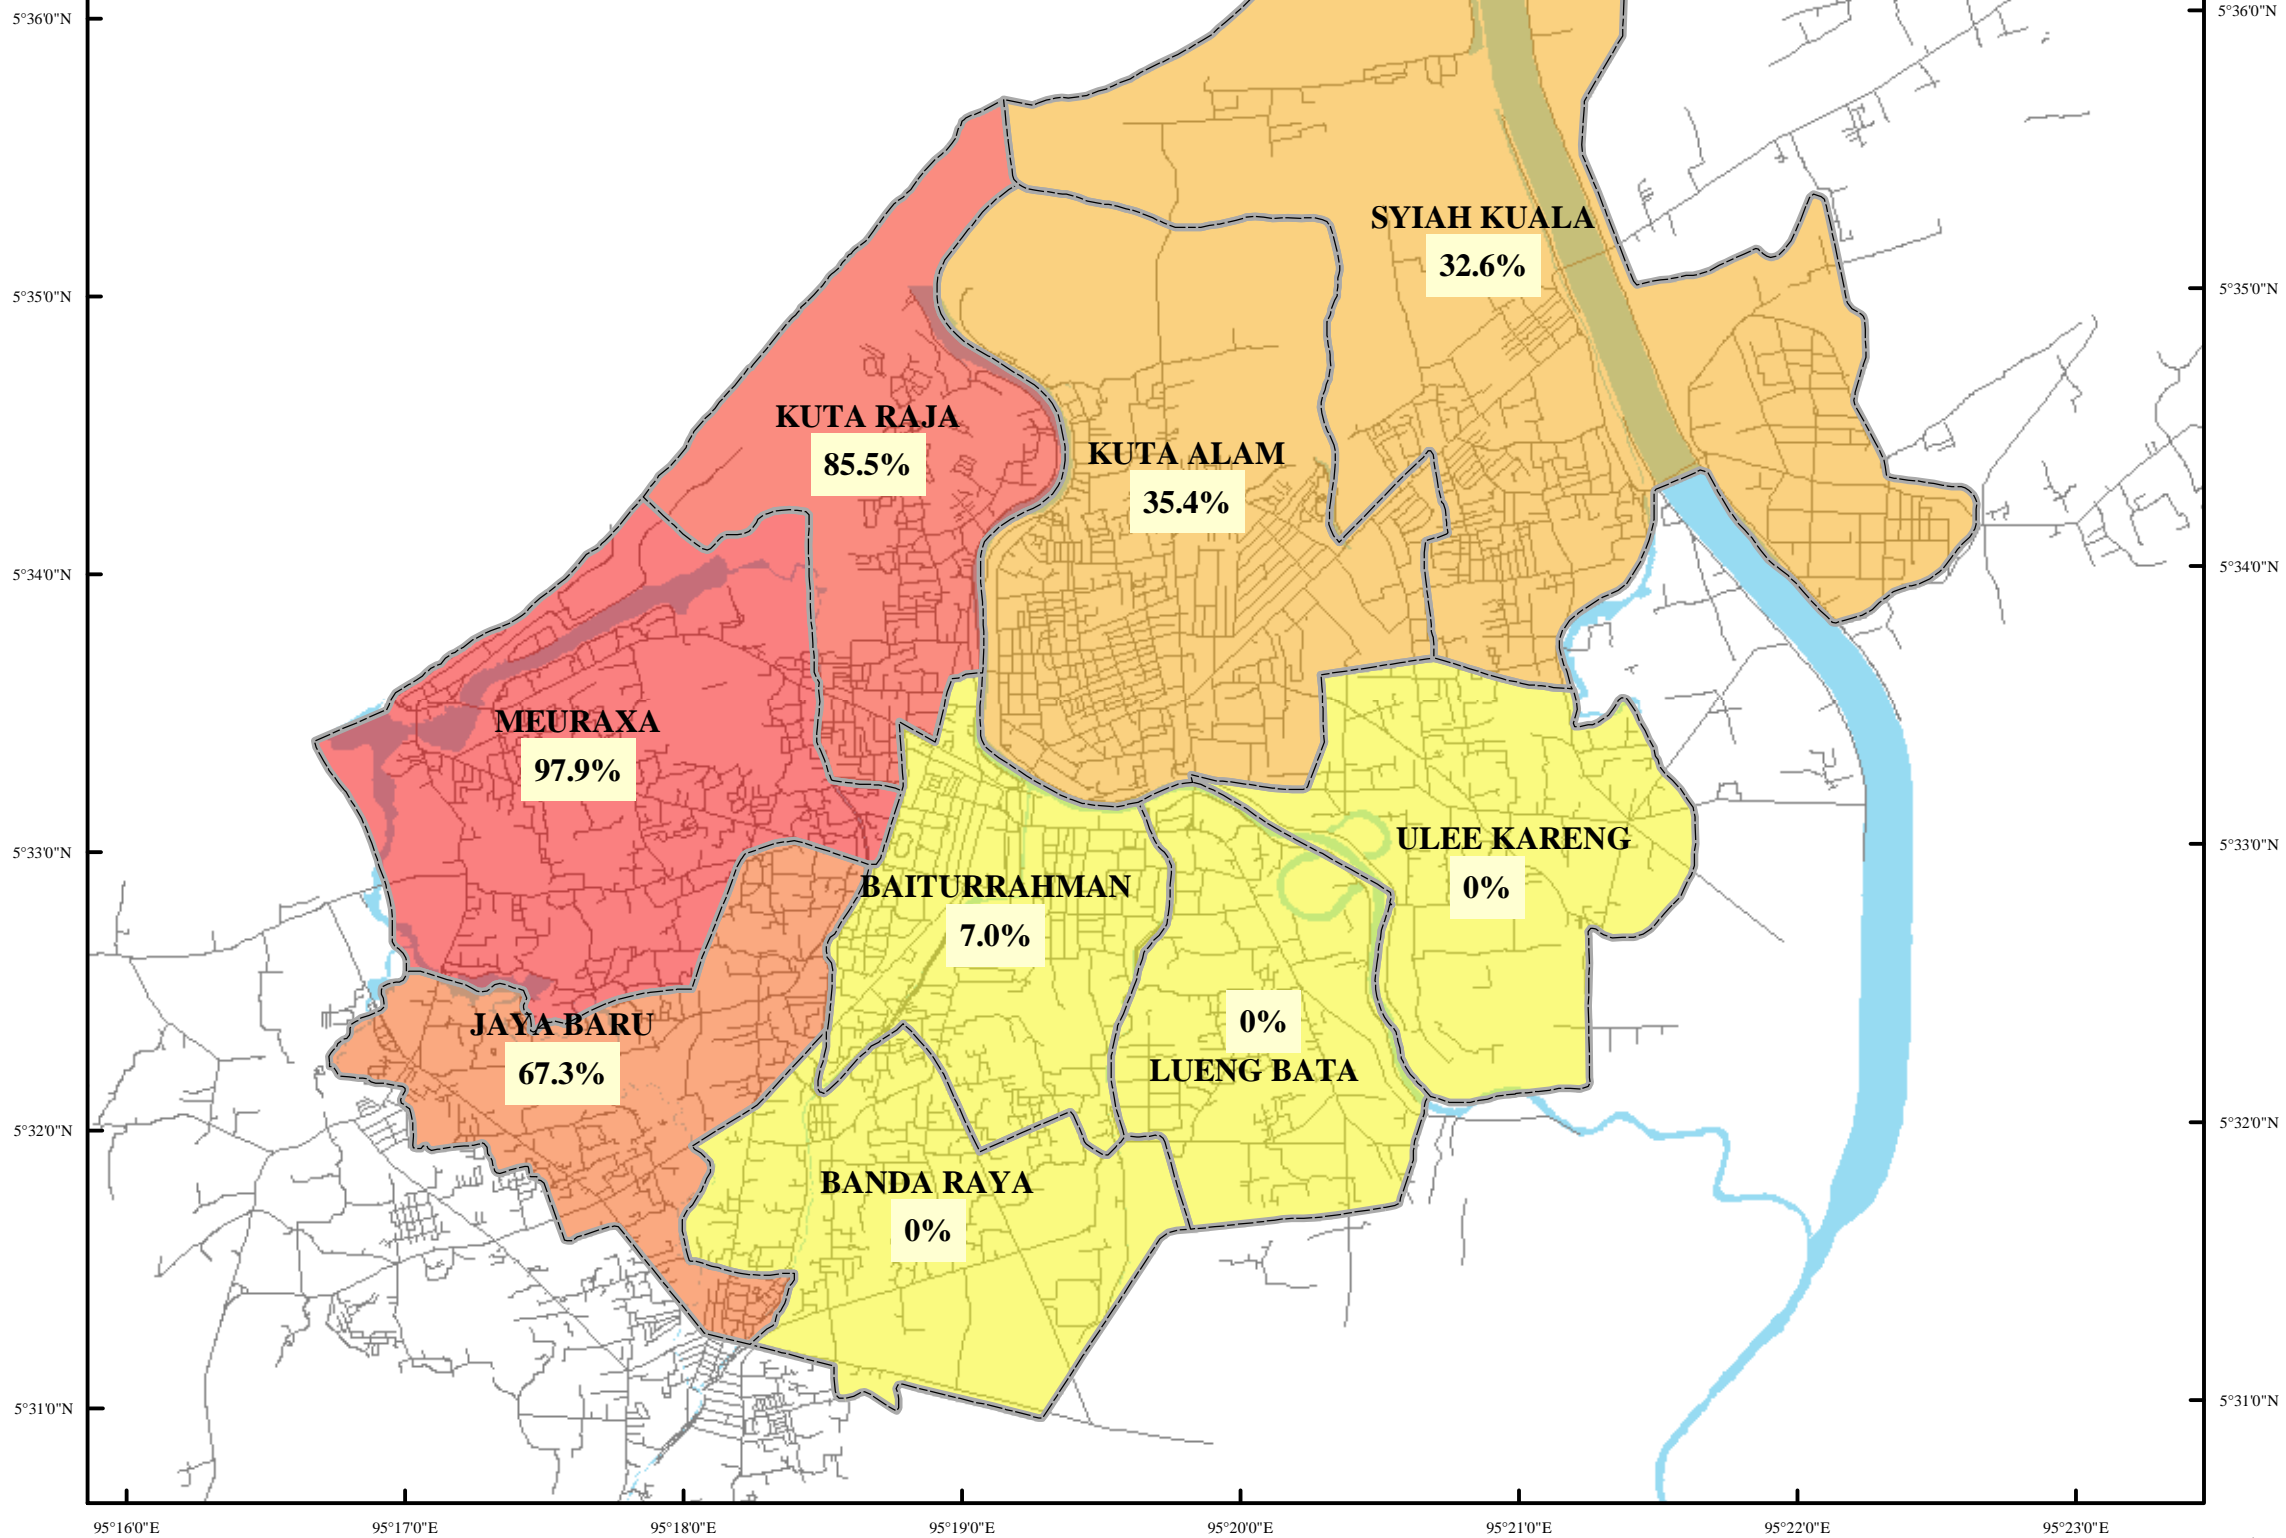 5°36'0"N
5°36'0"N
SYIAH KUALA
32.6%
5°35'0"N
5°35'0"N
KUTA RAJA
85.5%
KUTA ALAM
35.4%
5°34'0"N
5°34'0"N
MEURAXA
97.9%
ULEE KARENG
0%
5°33'0"N
5°33'0"N
BAITURRAHMAN
7.0%
JAYA BARU
67.3%
0%
LUENG BATA
5°32'0"N
5°32'0"N
BANDA RAYA
0%
5°31'0"N
5°31'0"N
95°16'0"E
95°17'0"E
95°18'0"E
95°19'0"E
95°20'0"E
95°21'0"E
95°22'0"E
95°23'0"E